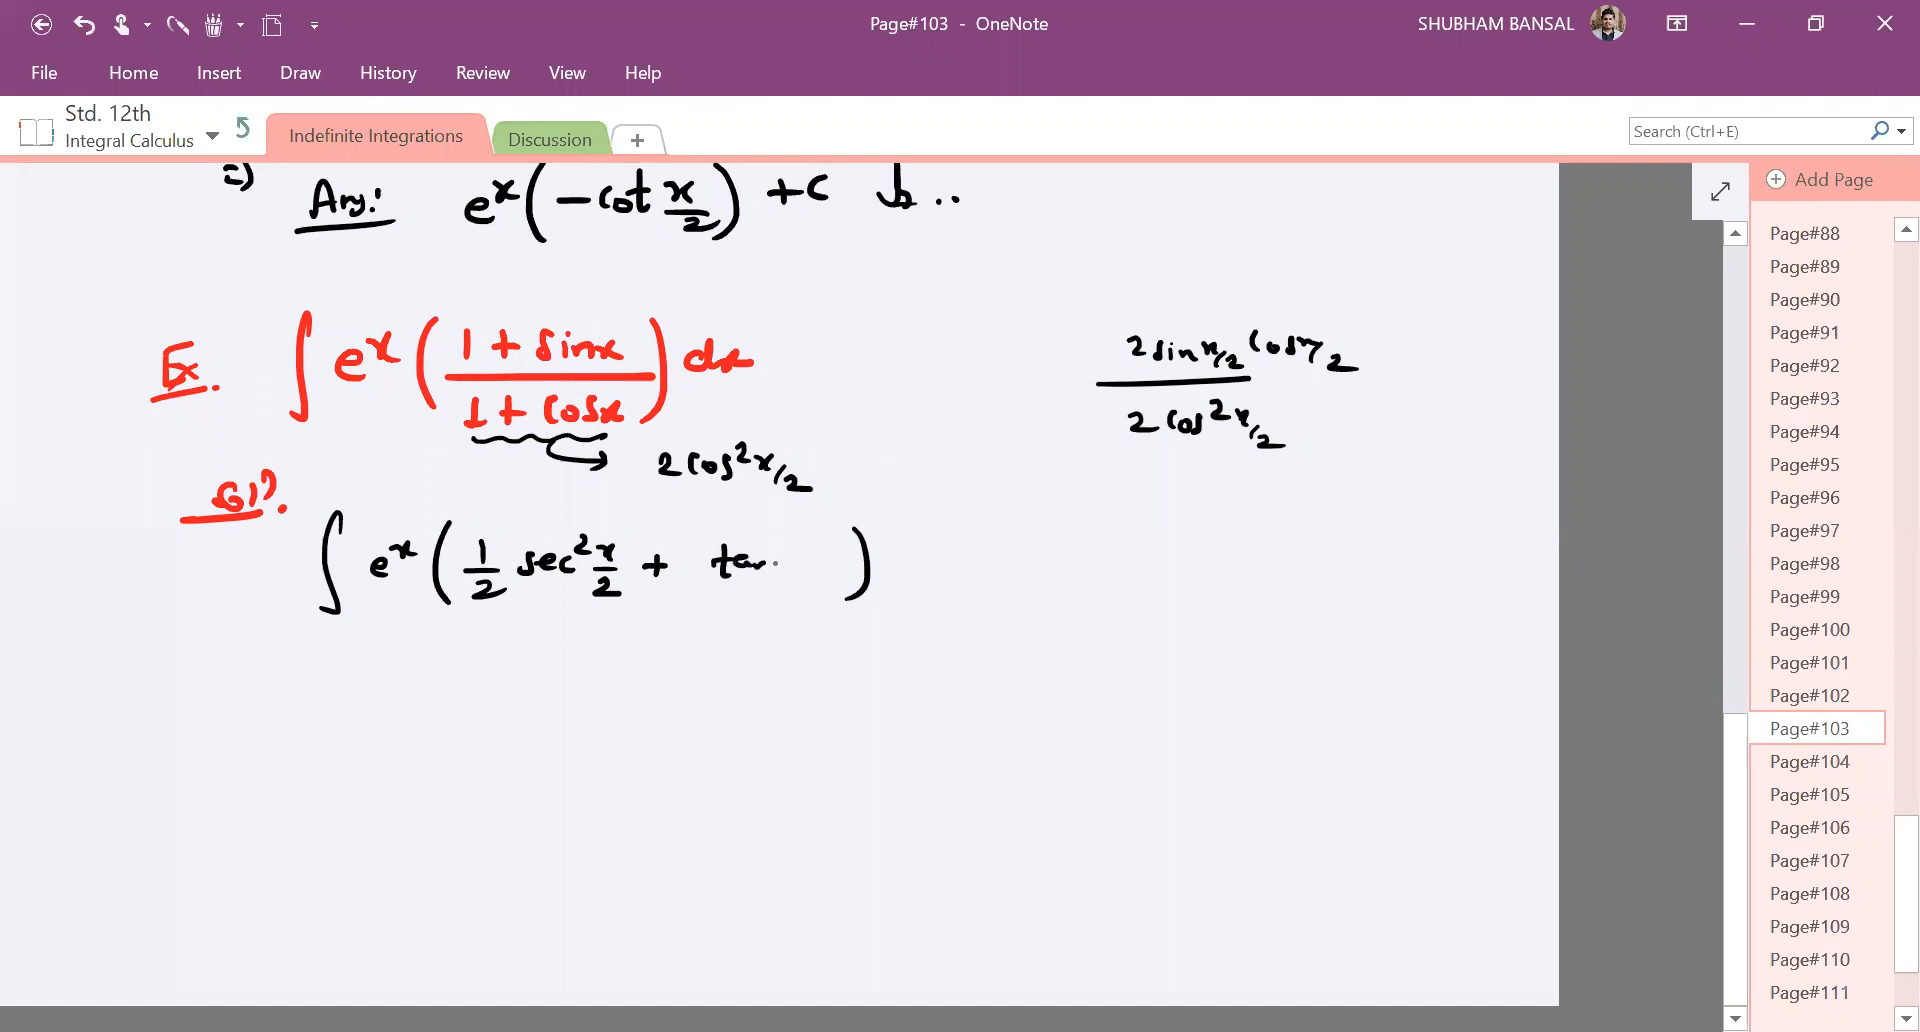 Page#103 - OneNote
SHUBHAM BANSAL
File Home Insert Draw History Review View Help
Std. 12th
Integral Calculus
Indefinite Integrations
Discussion
Search (Ctrl+E)
Add Page
=) Ans: e^x (-cot x/2) + c
Ex. ∫ e^x ( (1 + sinx) / (1 + cosx) ) dx
2 sin x/2 cos x/2
2 cos² x/2
2 cos² x/2
Solⁿ.
∫ e^x ( 1/2 sec² x/2 + tan )
Page#88
Page#89
Page#90
Page#91
Page#92
Page#93
Page#94
Page#95
Page#96
Page#97
Page#98
Page#99
Page#100
Page#101
Page#102
Page#103
Page#104
Page#105
Page#106
Page#107
Page#108
Page#109
Page#110
Page#111